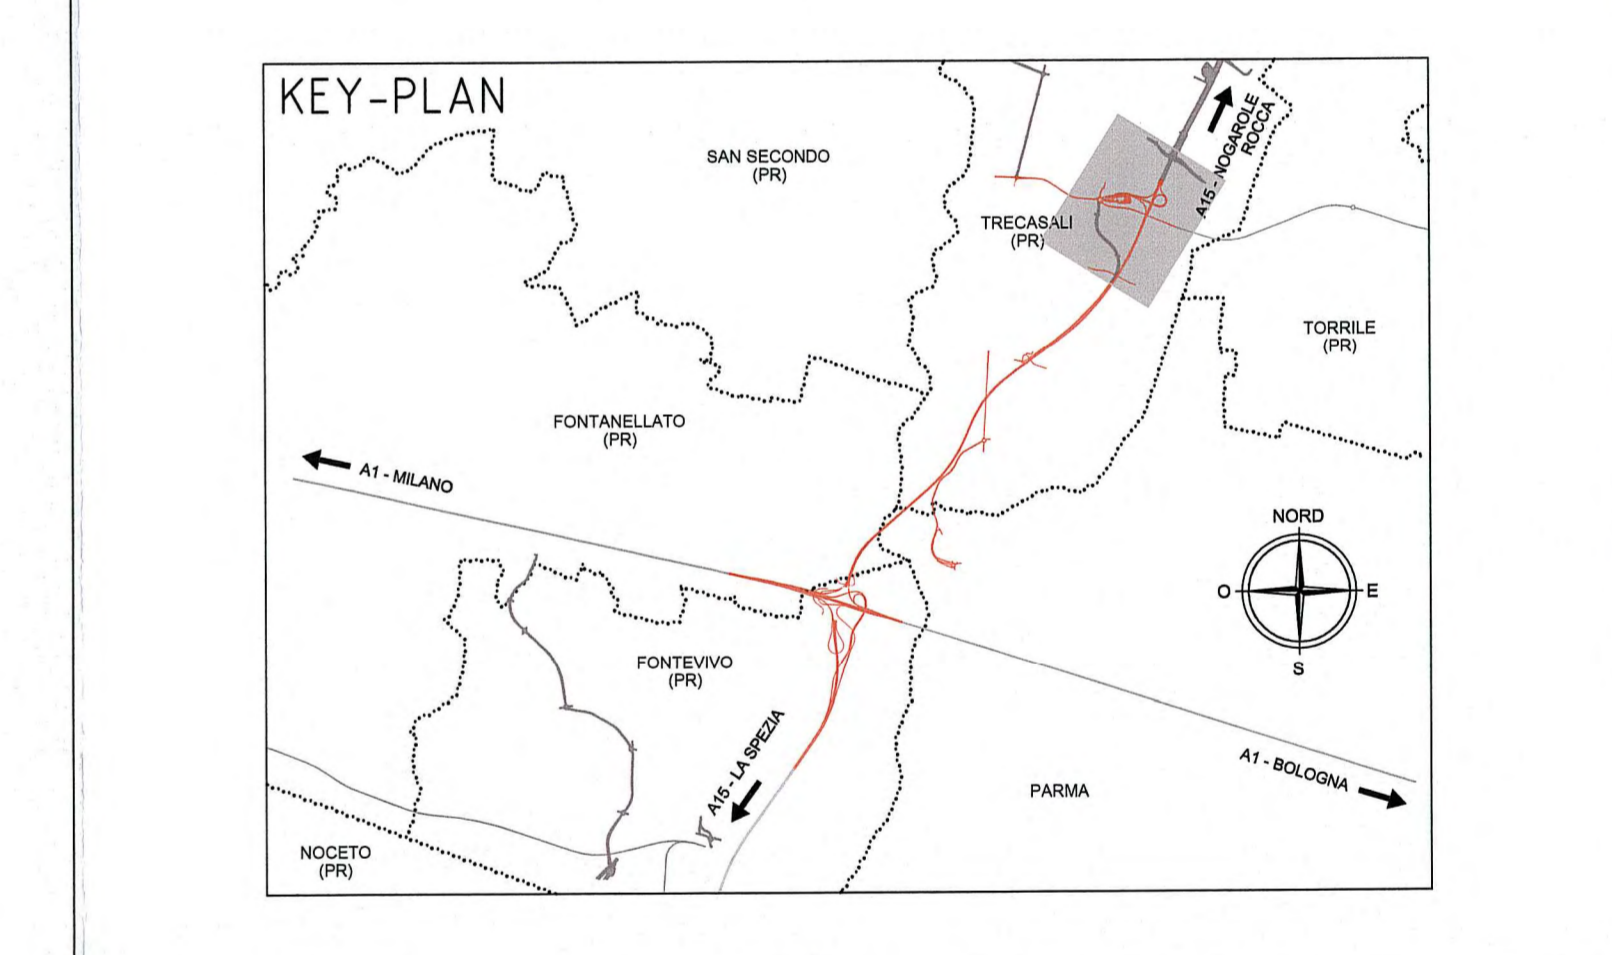 KEY-PLAN
SAN SECONDO
(PR)
A15 - NOGAROLE
ROCCA
TRECASALI
(PR)
TORRILE
(PR)
FONTANELLATO
(PR)
A1 - MILANO
NORD
O
E
S
FONTEVIVO
(PR)
A15 - LA SPEZIA
A1 - BOLOGNA
PARMA
NOCETO
(PR)